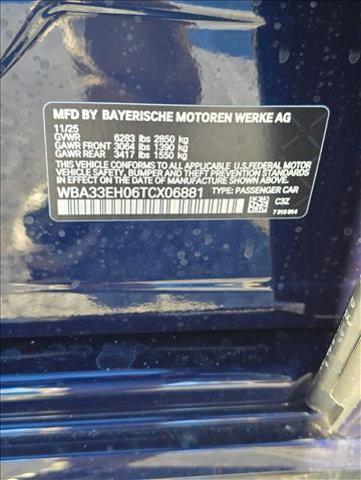 MFD BY BAYERISCHE MOTOREN WERKE AG
11/25
GVWR 6283 lbs 2850 kg
GAWR FRONT 3064 lbs 1390 kg
GAWR REAR 3417 lbs 1550 kg
THIS VEHICLE CONFORMS TO ALL APPLICABLE U.S. FEDERAL MOTOR
VEHICLE SAFETY, BUMPER, AND THEFT PREVENTION STANDARDS
IN EFFECT ON THE DATE OF MANUFACTURE SHOWN ABOVE.
WBA33EH06TCX06881 TYPE: PASSENGER CAR
C3Z